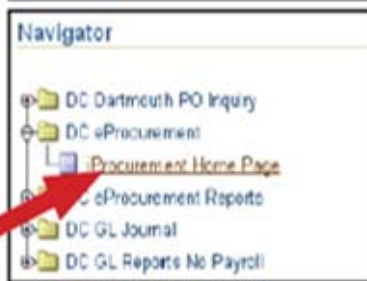 Navigator
DC Dartmouth PO Inquiry
DC eProcurement
iProcurement Home Page
eProcurement Reports
DC GL Journal
DC GL Reports No Payroll